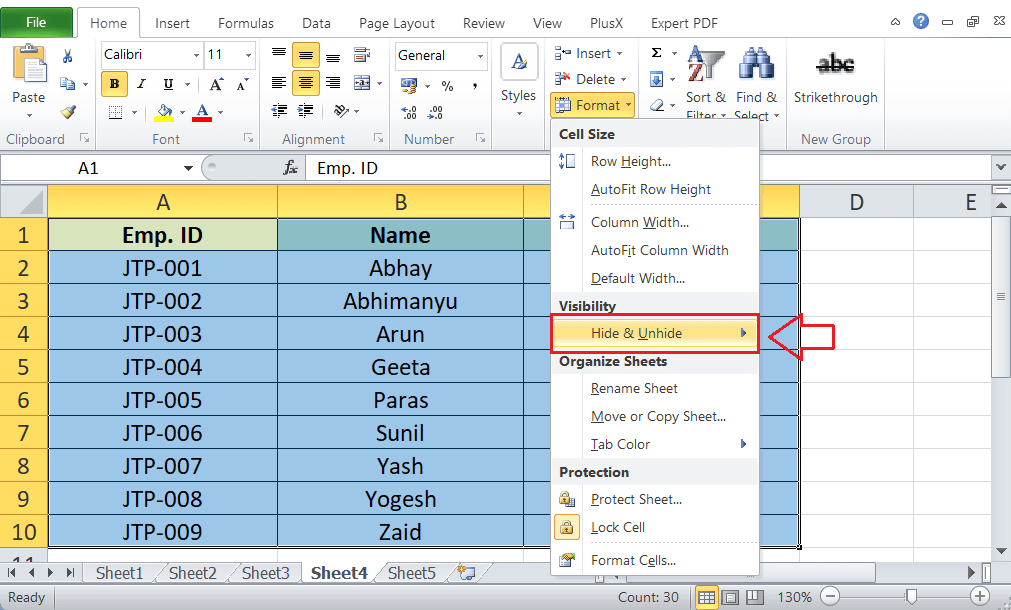 File Home Insert Formulas Data Page Layout Review View PlusX Expert PDF
Paste
Clipboard
Calibri 11
B I U A A
A
Font
Alignment
General
% ,
Number
A
Styles
Insert
Delete
Format
Σ
Sort &
Filter
Find &
Select
abc
Strikethrough
New Group
A1 fx Emp. ID
A B D E
1 Emp. ID Name
2 JTP-001 Abhay
3 JTP-002 Abhimanyu
4 JTP-003 Arun
5 JTP-004 Geeta
6 JTP-005 Paras
7 JTP-006 Sunil
8 JTP-007 Yash
9 JTP-008 Yogesh
10 JTP-009 Zaid
11
Cell Size
Row Height...
AutoFit Row Height
Column Width...
AutoFit Column Width
Default Width...
Visibility
Hide & Unhide
Organize Sheets
Rename Sheet
Move or Copy Sheet...
Tab Color
Protection
Protect Sheet...
Lock Cell
Format Cells...
Sheet1 Sheet2 Sheet3 Sheet4 Sheet5
Ready Count: 30 130%